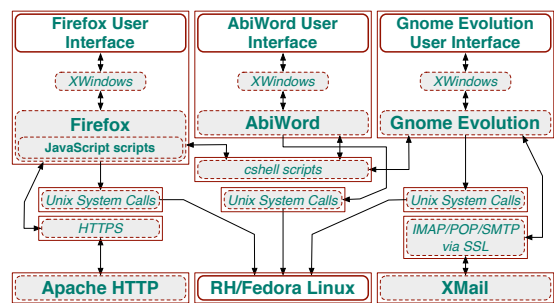 Firefox User
Interface
AbiWord User
Interface
Gnome Evolution
User Interface
XWindows
XWindows
XWindows
Firefox
JavaScript scripts
AbiWord
Gnome Evolution
cshell scripts
Unix System Calls
Unix System Calls
Unix System Calls
HTTPS
IMAP/POP/SMTP
via SSL
Apache HTTP
RH/Fedora Linux
XMail